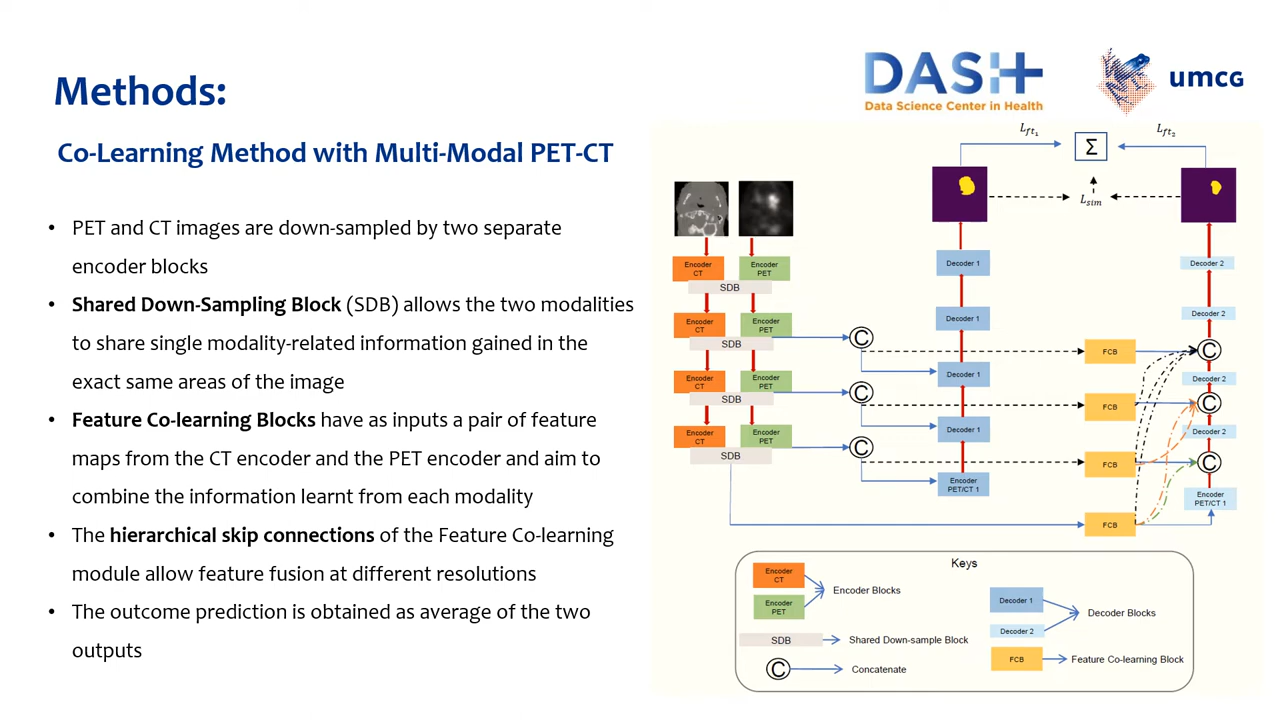 Methods:
DASH
Data Science Center in Health
umcg
Co-Learning Method with Multi-Modal PET-CT
• PET and CT images are down-sampled by two separate
encoder blocks
• Shared Down-Sampling Block (SDB) allows the two modalities
to share single modality-related information gained in the
exact same areas of the image
• Feature Co-learning Blocks have as inputs a pair of feature
maps from the CT encoder and the PET encoder and aim to
combine the information learnt from each modality
• The hierarchical skip connections of the Feature Co-learning
module allow feature fusion at different resolutions
• The outcome prediction is obtained as average of the two
outputs
L_ft1
Σ
L_ft2
L_sim
Encoder
CT
Encoder
PET
SDB
Encoder
CT
Encoder
PET
SDB
Encoder
CT
Encoder
PET
SDB
Encoder
CT
Encoder
PET
SDB
C
C
C
Decoder 1
Decoder 1
Decoder 1
Decoder 1
Encoder
PET/CT 1
FCB
FCB
FCB
FCB
Decoder 2
Decoder 2
C
Decoder 2
C
Decoder 2
C
Encoder
PET/CT 1
Keys
Encoder
CT
Encoder
PET
Encoder Blocks
SDB
Shared Down-sample Block
C
Concatenate
Decoder 1
Decoder 2
Decoder Blocks
FCB
Feature Co-learning Block